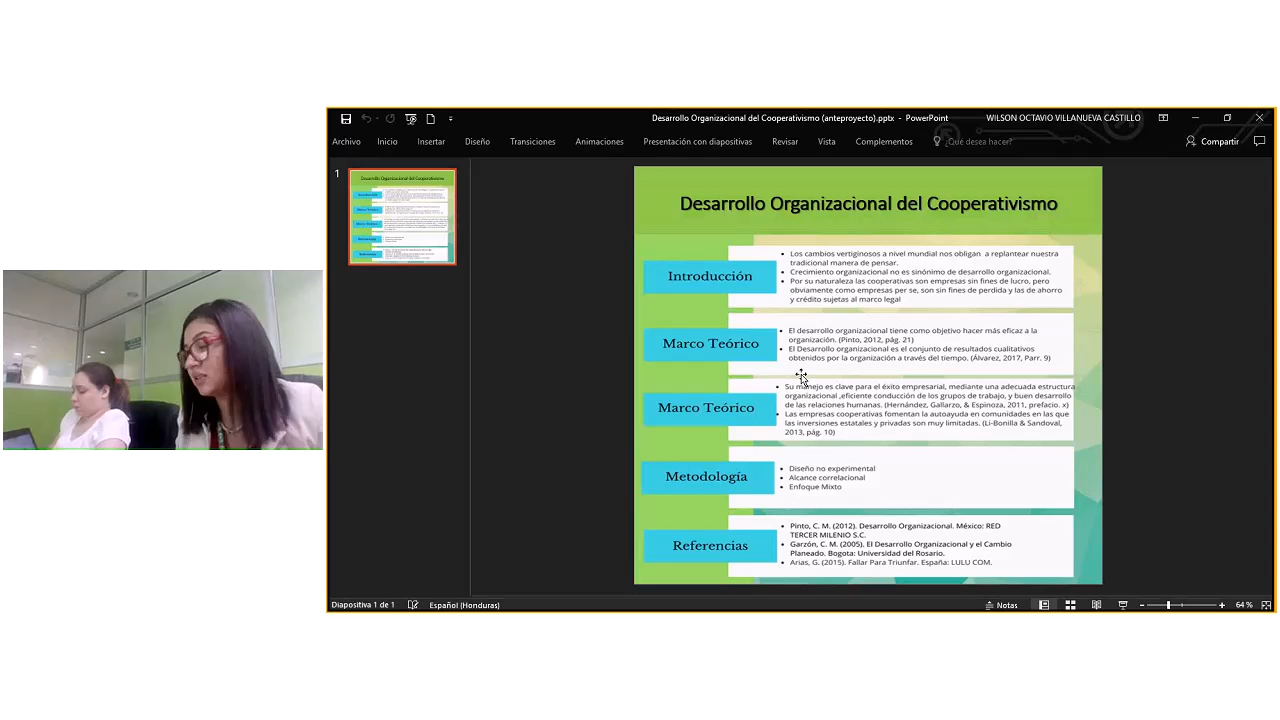 Desarrollo Organizacional del Cooperativismo (anteproyecto).pptx - PowerPoint
WILSON OCTAVIO VILLANUEVA CASTILLO
Archivo Inicio Insertar Diseño Transiciones Animaciones Presentación con diapositivas Revisar Vista Complementos ¿Qué desea hacer? Compartir
1
Desarrollo Organizacional del Cooperativismo
Introducción
• Los cambios vertiginosos a nivel mundial nos obligan a replantear nuestra
tradicional manera de pensar.
• Crecimiento organizacional no es sinónimo de desarrollo organizacional.
• Por su naturaleza las cooperativas son empresas sin fines de lucro, pero
obviamente como empresas per se, son sin fines de perdida y las de ahorro
y crédito sujetas al marco legal
Marco Teórico
• El desarrollo organizacional tiene como objetivo hacer más eficaz a la
organización. (Pinto, 2012, pág. 21)
• El Desarrollo organizacional es el conjunto de resultados cualitativos
obtenidos por la organización a través del tiempo. (Álvarez, 2017, Parr. 9)
Marco Teórico
• Su manejo es clave para el éxito empresarial, mediante una adecuada estructura
organizacional ,eficiente conducción de los grupos de trabajo, y buen desarrollo
de las relaciones humanas. (Hernández, Gallarzo, & Espinoza, 2011, prefacio. x)
• Las empresas cooperativas fomentan la autoayuda en comunidades en las que
las inversiones estatales y privadas son muy limitadas. (Li-Bonilla & Sandoval,
2013, pág. 10)
Metodología
• Diseño no experimental
• Alcance correlacional
• Enfoque Mixto
Referencias
• Pinto, C. M. (2012). Desarrollo Organizacional. México: RED
TERCER MILENIO S.C.
• Garzón, C. M. (2005). El Desarrollo Organizacional y el Cambio
Planeado. Bogota: Universidad del Rosario.
• Arias, G. (2015). Fallar Para Triunfar. España: LULU COM.
Diapositiva 1 de 1 Español (Honduras) Notas 64 %